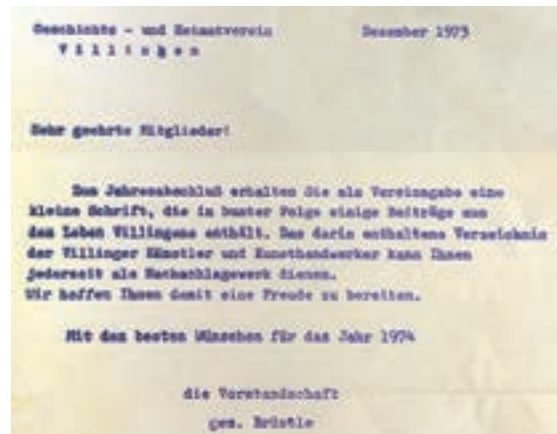 Geschichts - und Heimatverein Dezember 1973
V i l l i n g e n
Sehr geehrte Mitglieder!
Zum Jahresabschluß erhalten Sie als Vereinsgabe eine
kleine Schrift, die in bunter Folge einige Beiträge aus
dem Leben Villingens enthält. Das darin enthaltene Verzeichnis
der Villinger Künstler und Kunsthandwerker kann Ihnen
jederzeit als Nachschlagewerk dienen.
Wir hoffen Ihnen damit eine Freude zu bereiten.
Mit den besten Wünschen für das Jahr 1974
die Vorstandschaft
gez. Brüstle